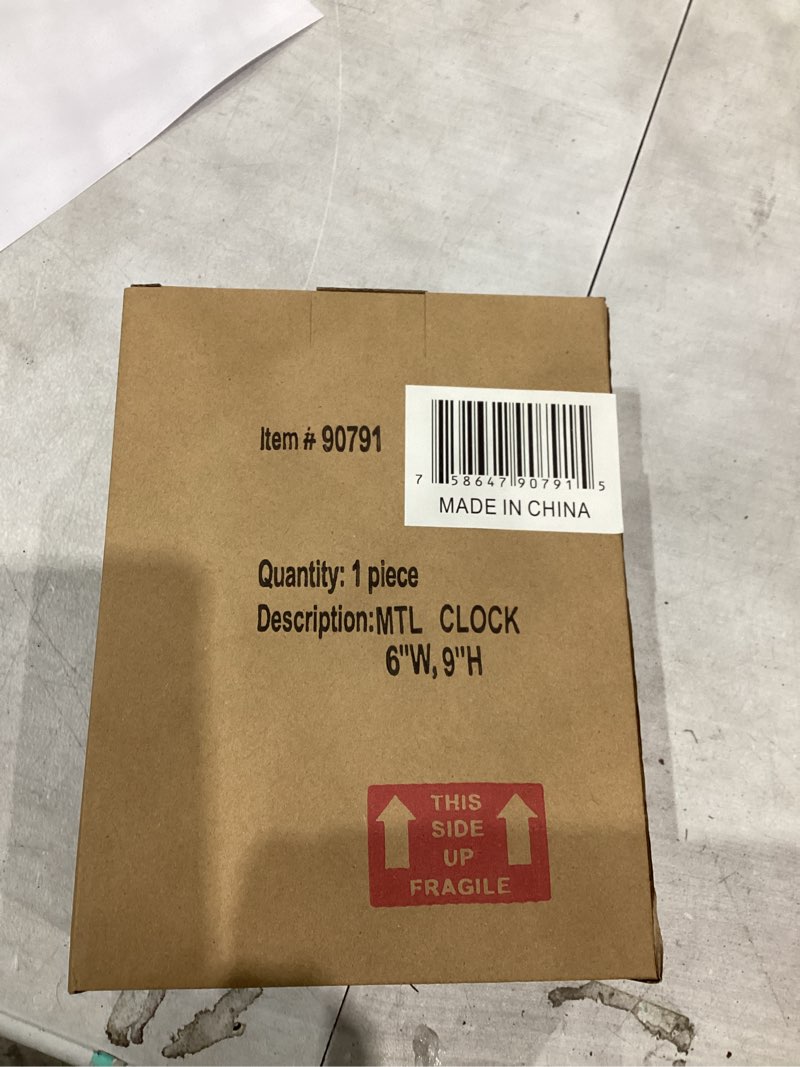 Item # 90791
7 58647 90791 5
MADE IN CHINA
Quantity: 1 piece
Description:MTL CLOCK
6"W, 9"H
THIS
SIDE
UP
FRAGILE